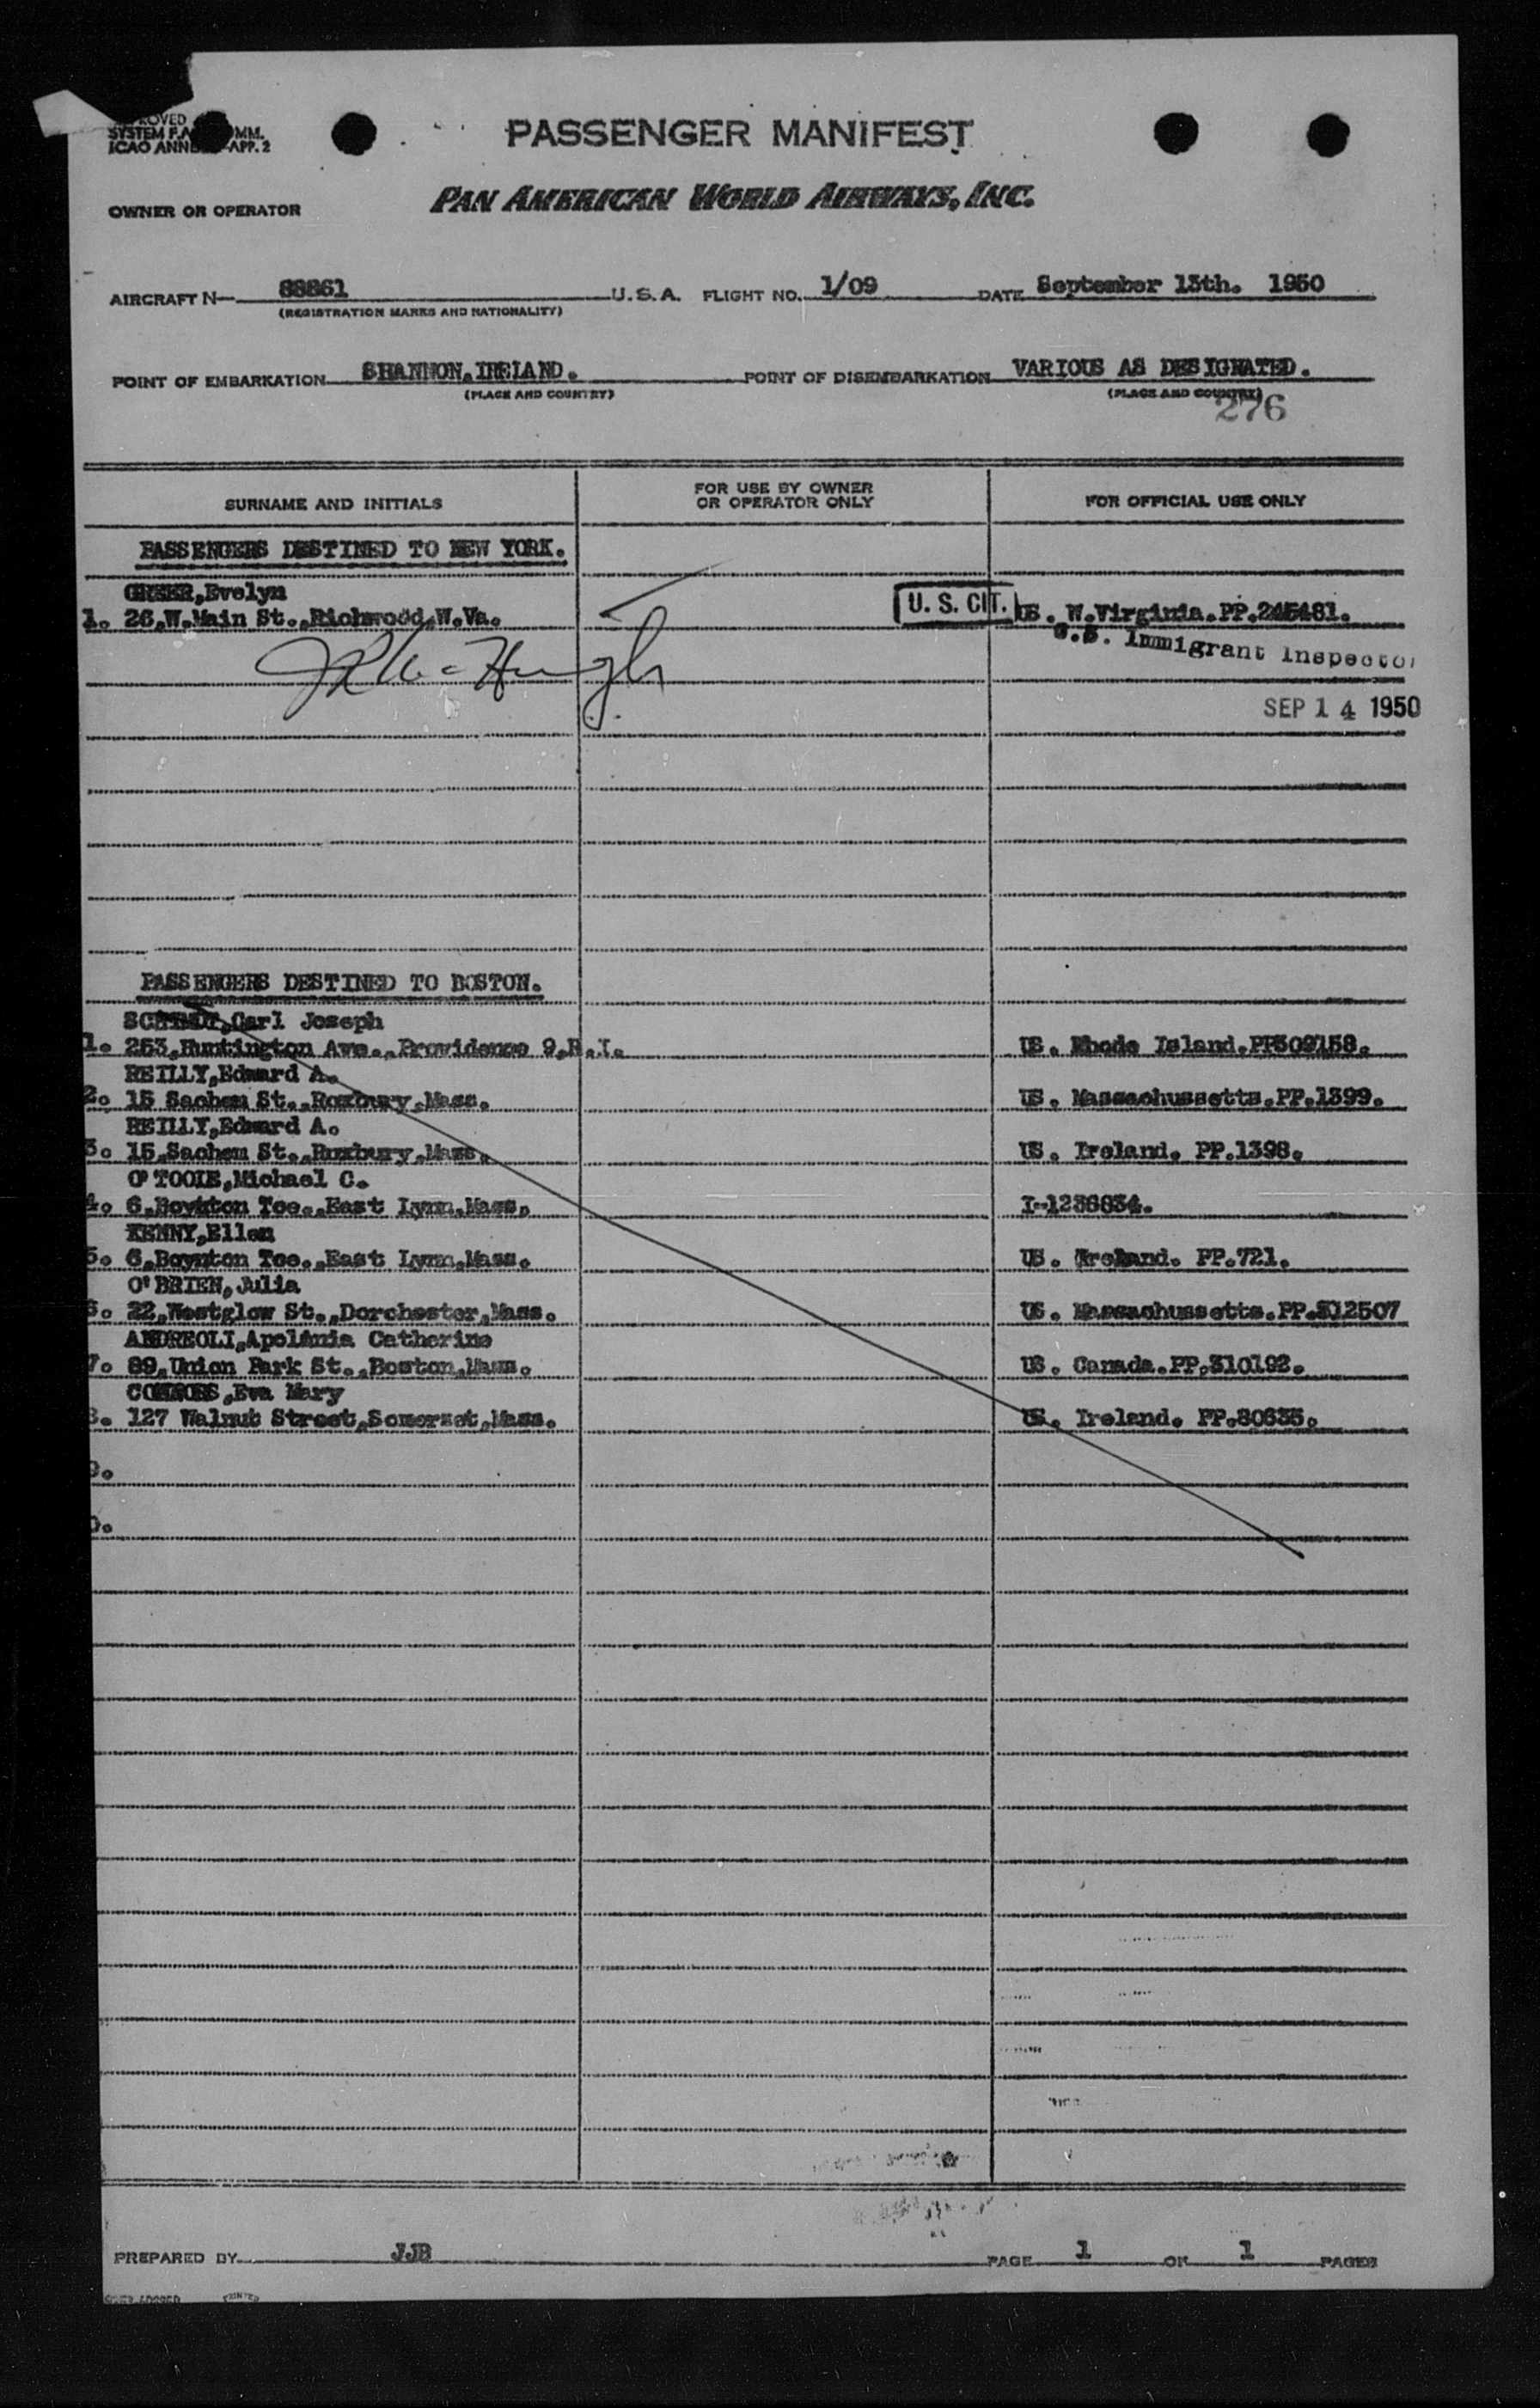 PASSENGER MANIFEST
SYSTEM
ICAO APP. 2
OWNER OR OPERATOR PAN AMERICAN WORLD AIRWAYS, INC.
AIRCRAFT N— 88861 U.S.A. FLIGHT NO. 1/09 DATE September 13th. 1950
(REGISTRATION MARKS AND NATIONALITY)
POINT OF EMBARKATION SHANNON,IRELAND. POINT OF DISEMBARKATION VARIOUS AS DESIGNATED.
(PLACE AND COUNTRY) (PLACE AND COUNTRY)
276
SURNAME AND INITIALS FOR USE BY OWNER OR OPERATOR ONLY FOR OFFICIAL USE ONLY
PASSENGERS DESTINED TO NEW YORK.
GREER,Evelyn
1. 26,W.Main St.,Richwood,W.Va. U. S. CIT. US. W.Virginia.PP.245481.
U.S. Immigrant Inspector
SEP 14 1950
PASSENGERS DESTINED TO BOSTON.
Carl Joseph
1. 253,Huntington Ave.,Providence 9,R.I. US. Rhode Island.PP309158.
REILLY,Edward A.
2. 15 Sachem St.,Roxbury,Mass. US. Massachussetts.PP.1399.
REILLY,Edward A.
3. 15,Sachem St.,Roxbury,Mass. US. Ireland. PP.1398.
O'TOOLE,Michael C.
4. 6,Boynton Tce.,East Lynn,Mass. I-1236834.
KENNY,Ellen
5. 6,Boynton Tce.,East Lynn,Mass. US. Ireland. PP.721.
O'BRIEN,Julia
6. 22,Westglow St.,Dorchester,Mass. US. Massachussetts.PP.312507
ANDREOLI,Apolonia Catherine
7. 89,Union Park St.,Boston,Mass. US. Canada.PP.310192.
CONNORS,Eva Mary
8. 127 Walnut Street,Somerset,Mass. US. Ireland. PP.80635.
PREPARED BY JJB PAGE 1 OF 1 PAGES